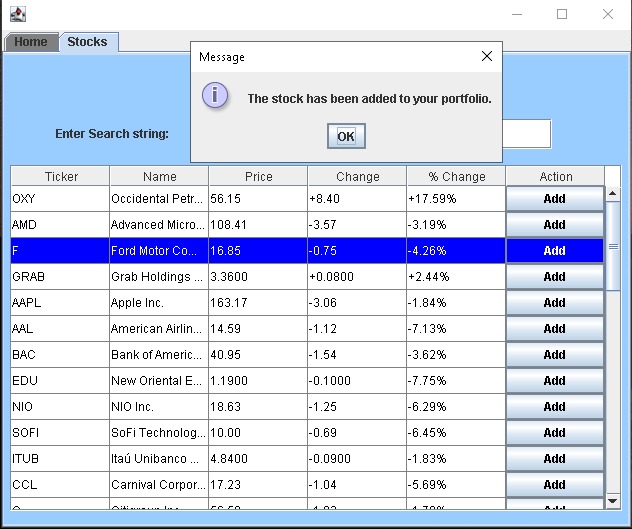 Home Stocks
Message
The stock has been added to your portfolio.
OK
Enter Search string:
Ticker Name Price Change % Change Action
OXY Occidental Petr... 56.15 +8.40 +17.59% Add
AMD Advanced Micro... 108.41 -3.57 -3.19% Add
F Ford Motor Co... 16.85 -0.75 -4.26% Add
GRAB Grab Holdings ... 3.3600 +0.0800 +2.44% Add
AAPL Apple Inc. 163.17 -3.06 -1.84% Add
AAL American Airlin... 14.59 -1.12 -7.13% Add
BAC Bank of Americ... 40.95 -1.54 -3.62% Add
EDU New Oriental E... 1.1900 -0.1000 -7.75% Add
NIO NIO Inc. 18.63 -1.25 -6.29% Add
SOFI SoFi Technolog... 10.00 -0.69 -6.45% Add
ITUB Itaú Unibanco ... 4.8400 -0.0900 -1.83% Add
CCL Carnival Corpor... 17.23 -1.04 -5.69% Add